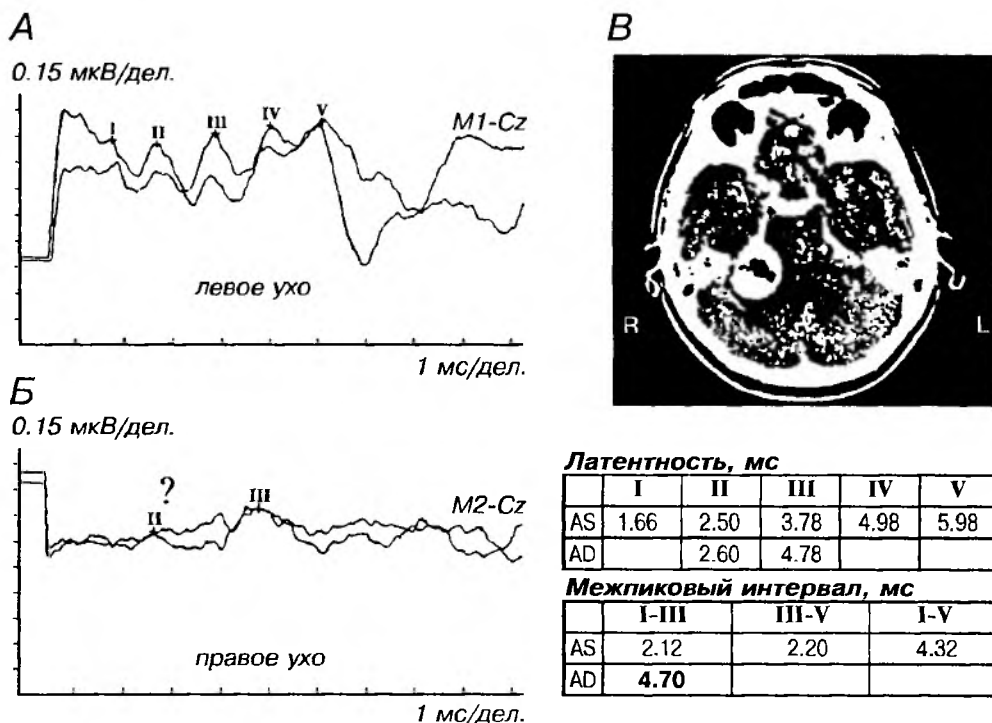 А
0.15 мкВ/дел.
I
II
III
IV
V
M1-Cz
левое ухо
1 мс/дел.
Б
0.15 мкВ/дел.
?
II
III
M2-Cz
правое ухо
1 мс/дел.
В
R
L
Латентность, мс
I II III IV V
AS 1.66 2.50 3.78 4.98 5.98
AD 2.60 4.78
Межпиковый интервал, мс
I-III III-V I-V
AS 2.12 2.20 4.32
AD 4.70